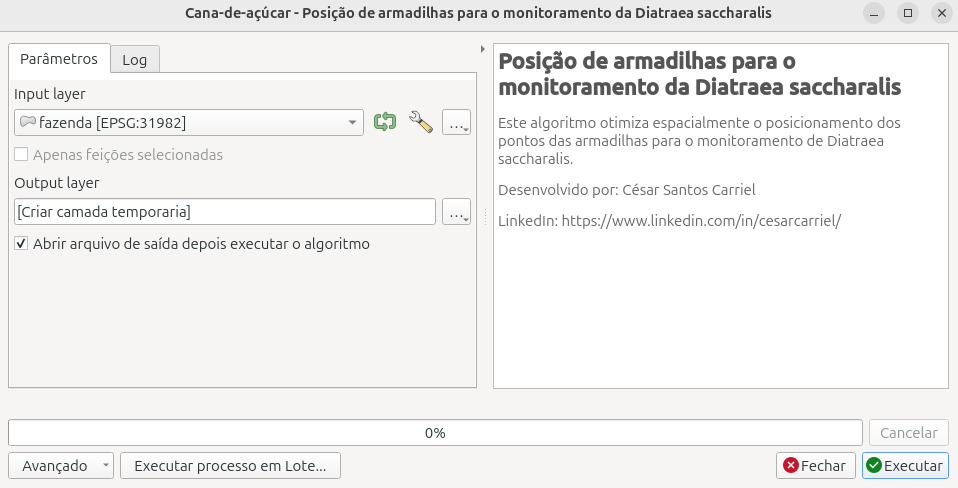 Cana-de-açúcar - Posição de armadilhas para o monitoramento da Diatraea saccharalis
Parâmetros
Log
Input layer
fazenda [EPSG:31982]
...
Apenas feições selecionadas
Output layer
[Criar camada temporaria]
...
Abrir arquivo de saída depois executar o algoritmo
Posição de armadilhas para o
monitoramento da Diatraea saccharalis
Este algoritmo otimiza espacialmente o posicionamento dos
pontos das armadilhas para o monitoramento de Diatraea
saccharalis.
Desenvolvido por: César Santos Carriel
LinkedIn: https://www.linkedin.com/in/cesarcarriel/
0%
Cancelar
Avançado
Executar processo em Lote...
Fechar
Executar